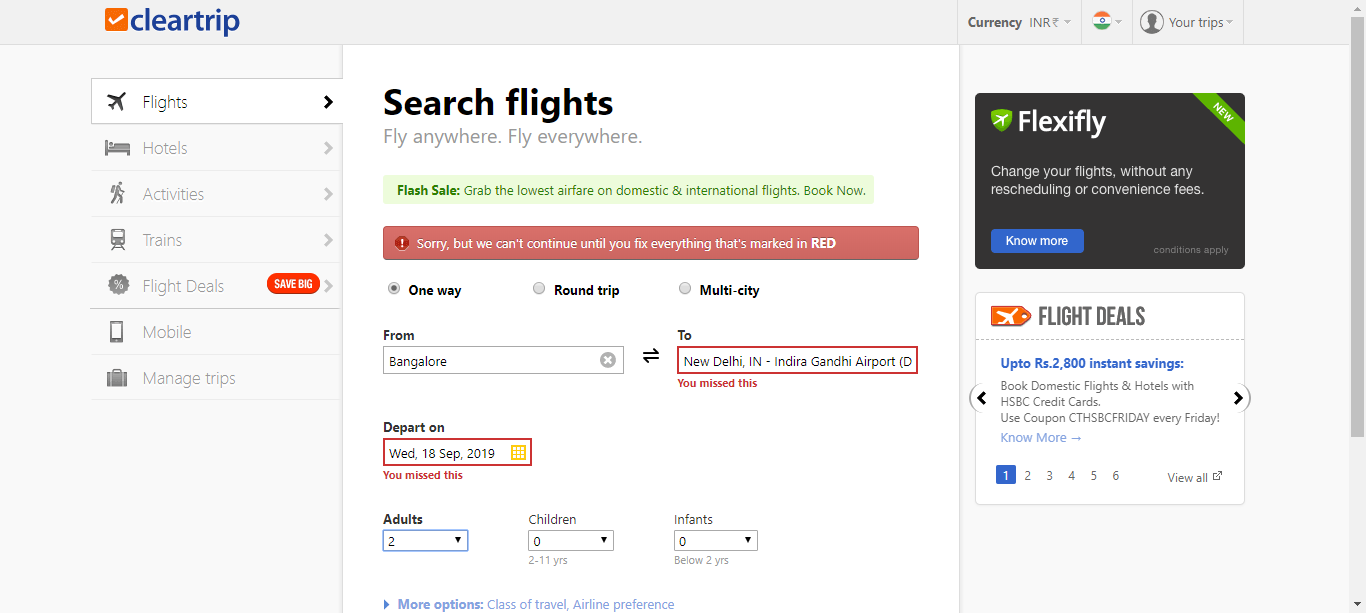 cleartrip
Currency INR₹
Your trips
Flights
Hotels
Activities
Trains
Flight Deals SAVE BIG
Mobile
Manage trips
Search flights
Fly anywhere. Fly everywhere.
Flash Sale: Grab the lowest airfare on domestic & international flights. Book Now.
Sorry, but we can't continue until you fix everything that's marked in RED
One way Round trip Multi-city
From To
Bangalore New Delhi, IN - Indira Gandhi Airport (D
You missed this
Depart on
Wed, 18 Sep, 2019
You missed this
Adults Children Infants
2 0 0
2-11 yrs Below 2 yrs
More options: Class of travel, Airline preference
Flexifly
NEW
Change your flights, without any
rescheduling or convenience fees.
Know more
conditions apply
FLIGHT DEALS
Upto Rs.2,800 instant savings:
Book Domestic Flights & Hotels with
HSBC Credit Cards.
Use Coupon CTHSBCFRIDAY every Friday!
Know More →
1 2 3 4 5 6 View all